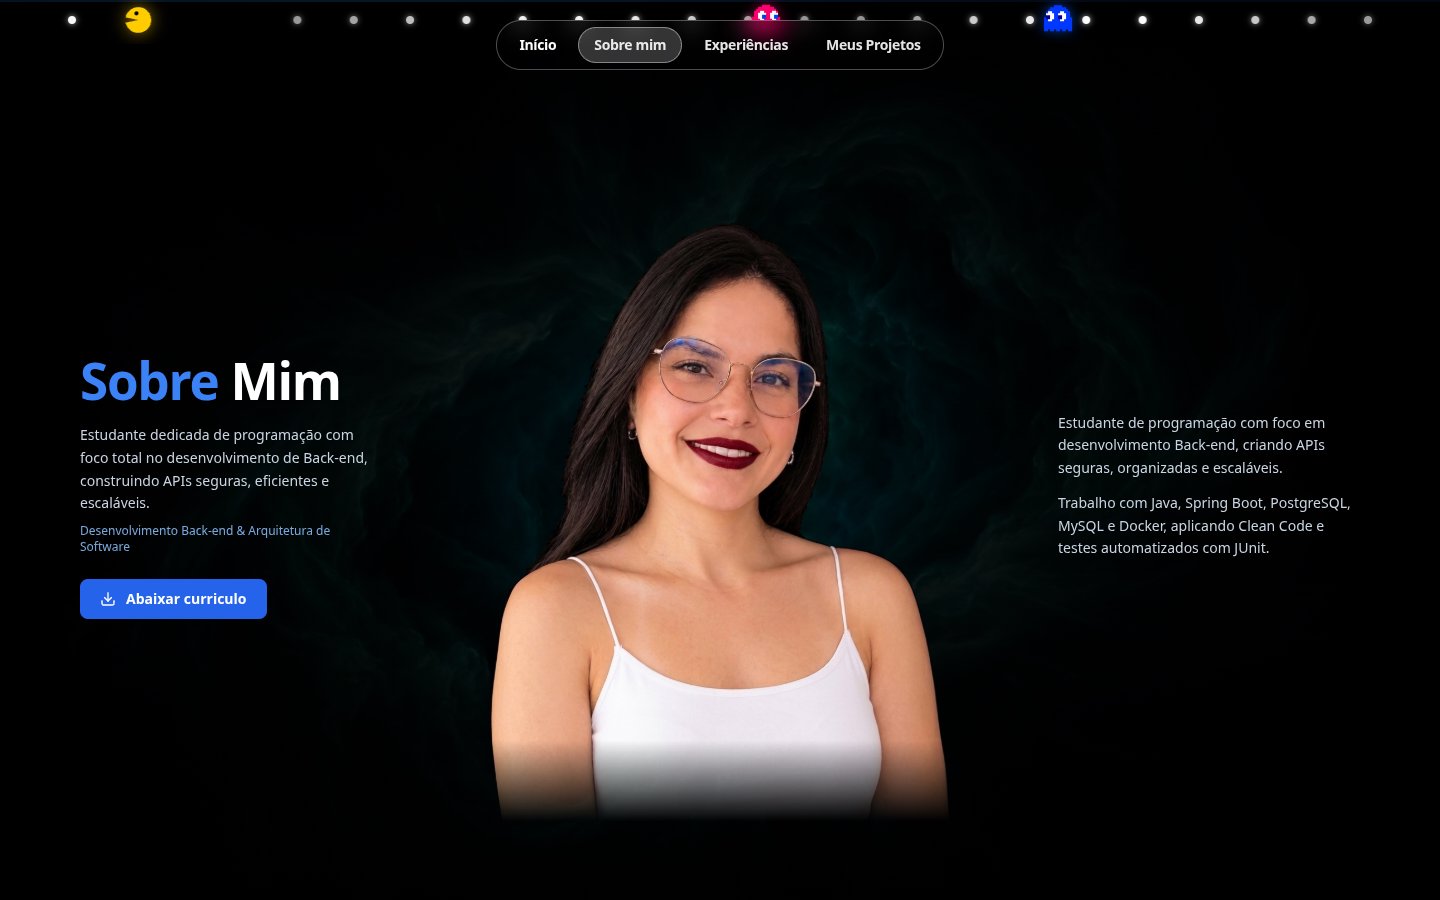 Início
Sobre mim
Experiências
Meus Projetos
Sobre Mim
Estudante dedicada de programação com
foco total no desenvolvimento de Back-end,
construindo APIs seguras, eficientes e
escaláveis.
Desenvolvimento Back-end & Arquitetura de
Software
Abaixar curriculo
Estudante de programação com foco em
desenvolvimento Back-end, criando APIs
seguras, organizadas e escaláveis.
Trabalho com Java, Spring Boot, PostgreSQL,
MySQL e Docker, aplicando Clean Code e
testes automatizados com JUnit.